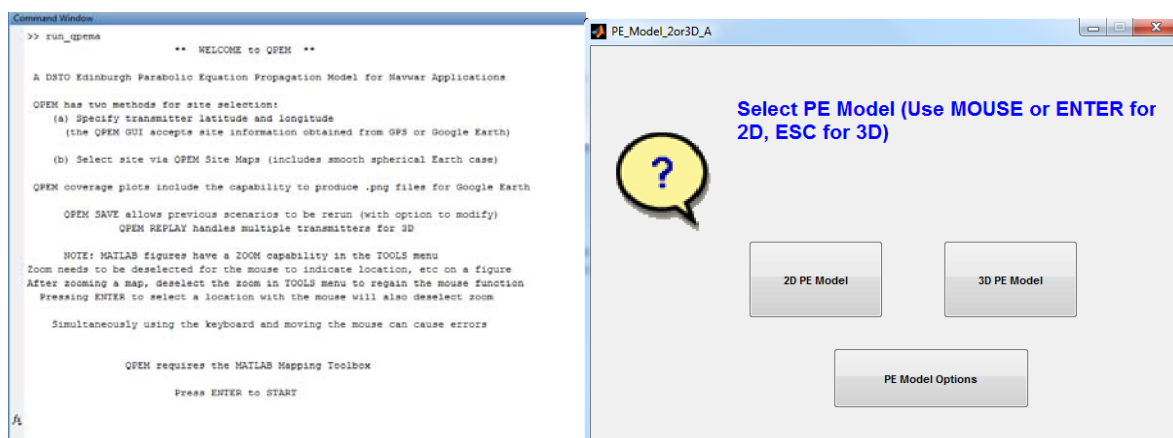 Command Window
>> run_qpema
** WELCOME to QPEM **
A DSTO Edinburgh Parabolic Equation Propagation Model for Navwar Applications
QPEM has two methods for site selection:
(a) Specify transmitter latitude and longitude
(the QPEM GUI accepts site information obtained from GPS or Google Earth)
(b) Select site via QPEM Site Maps (includes smooth spherical Earth case)
QPEM coverage plots include the capability to produce .png files for Google Earth
QPEM SAVE allows previous scenarios to be rerun (with option to modify)
QPEM REPLAY handles multiple transmitters for 3D
NOTE: MATLAB figures have a ZOOM capability in the TOOLS menu
Zoom needs to be deselected for the mouse to indicate location, etc on a figure
After zooming a map, deselect the zoom in TOOLS menu to regain the mouse function
Pressing ENTER to select a location with the mouse will also deselect zoom
Simultaneously using the keyboard and moving the mouse can cause errors
QPEM requires the MATLAB Mapping Toolbox
Press ENTER to START
fx
PE_Model_2or3D_A
Select PE Model (Use MOUSE or ENTER for
2D, ESC for 3D)
?
2D PE Model
3D PE Model
PE Model Options